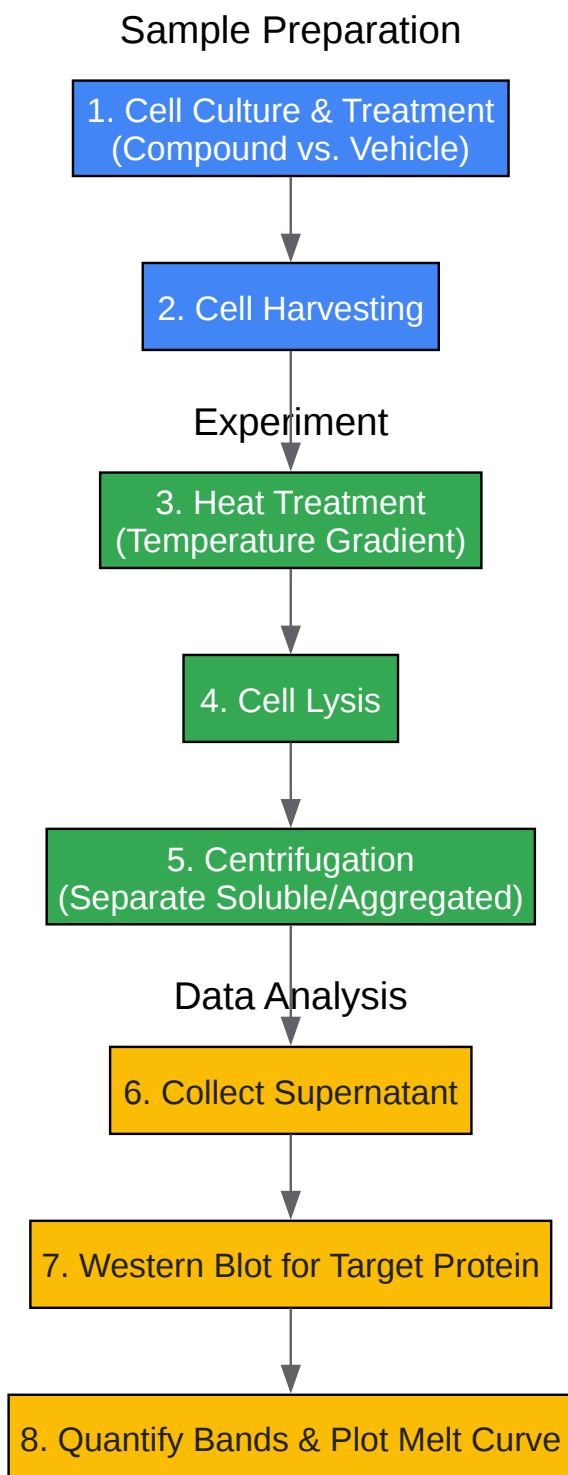 Sample Preparation
1. Cell Culture & Treatment
(Compound vs. Vehicle)
2. Cell Harvesting
Experiment
3. Heat Treatment
(Temperature Gradient)
4. Cell Lysis
5. Centrifugation
(Separate Soluble/Aggregated)
Data Analysis
6. Collect Supernatant
7. Western Blot for Target Protein
8. Quantify Bands & Plot Melt Curve